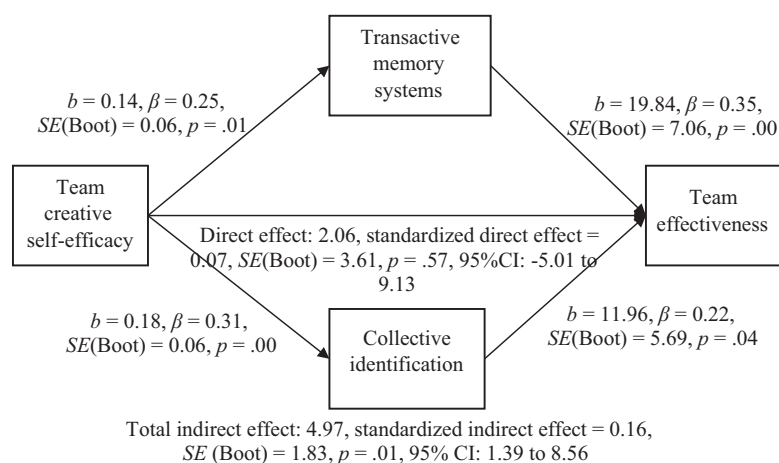 Transactive
memory
systems
b = 0.14, β = 0.25,
SE(Boot) = 0.06, p = .01
b = 19.84, β = 0.35,
SE(Boot) = 7.06, p = .00
Team
creative
self-efficacy
Team
effectiveness
Direct effect: 2.06, standardized direct effect =
0.07, SE(Boot) = 3.61, p = .57, 95%CI: -5.01 to
9.13
b = 0.18, β = 0.31,
SE(Boot) = 0.06, p = .00
Collective
identification
b = 11.96, β = 0.22,
SE(Boot) = 5.69, p = .04
Total indirect effect: 4.97, standardized indirect effect = 0.16,
SE (Boot) = 1.83, p = .01, 95% CI: 1.39 to 8.56